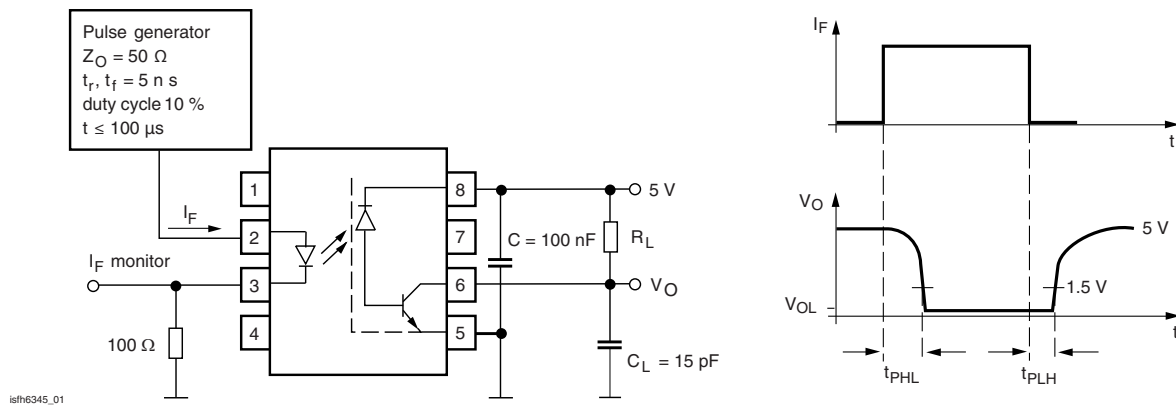 Pulse generator
Z_O = 50 Ω
t_r, t_f = 5 n s
duty cycle 10 %
t ≤ 100 µs
1
2
3
4
8
7
6
5
I_F
I_F monitor
100 Ω
5 V
C = 100 nF
R_L
V_O
C_L = 15 pF
isfh6345_01
I_F
t
V_O
5 V
1.5 V
V_OL
t
t_PHL
t_PLH